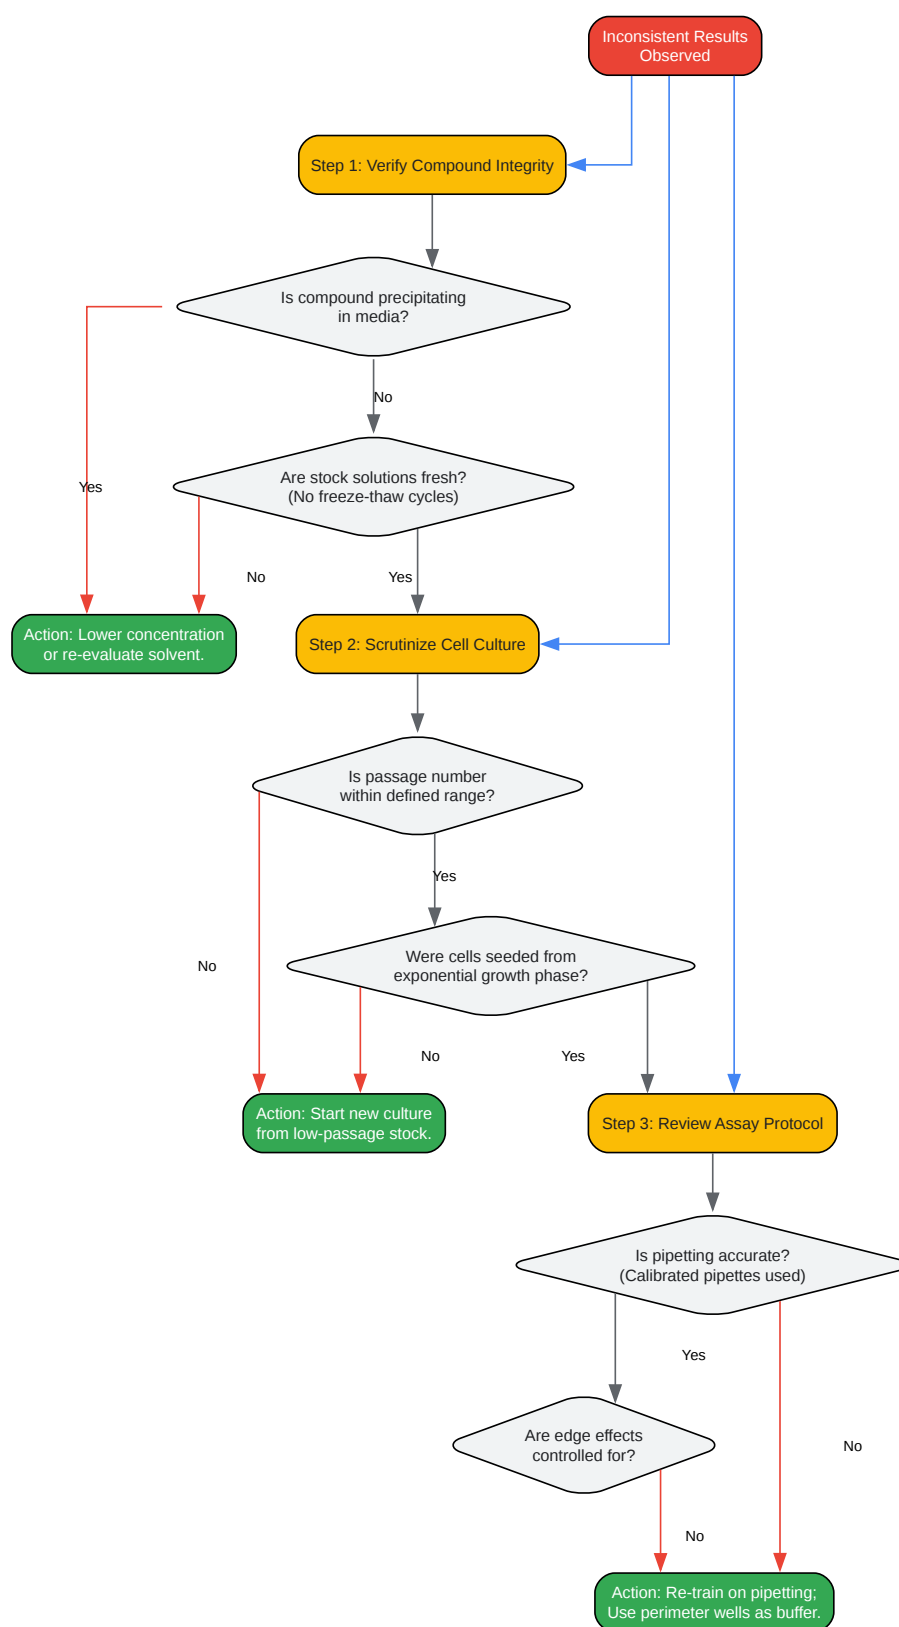 Inconsistent Results
Observed
Step 1: Verify Compound Integrity
Is compound precipitating
in media?
No
Yes
Are stock solutions fresh?
(No freeze-thaw cycles)
No
Yes
Action: Lower concentration
or re-evaluate solvent.
Step 2: Scrutinize Cell Culture
Is passage number
within defined range?
Yes
No
Were cells seeded from
exponential growth phase?
No
Yes
Action: Start new culture
from low-passage stock.
Step 3: Review Assay Protocol
Is pipetting accurate?
(Calibrated pipettes used)
Yes
No
Are edge effects
controlled for?
No
Action: Re-train on pipetting;
Use perimeter wells as buffer.